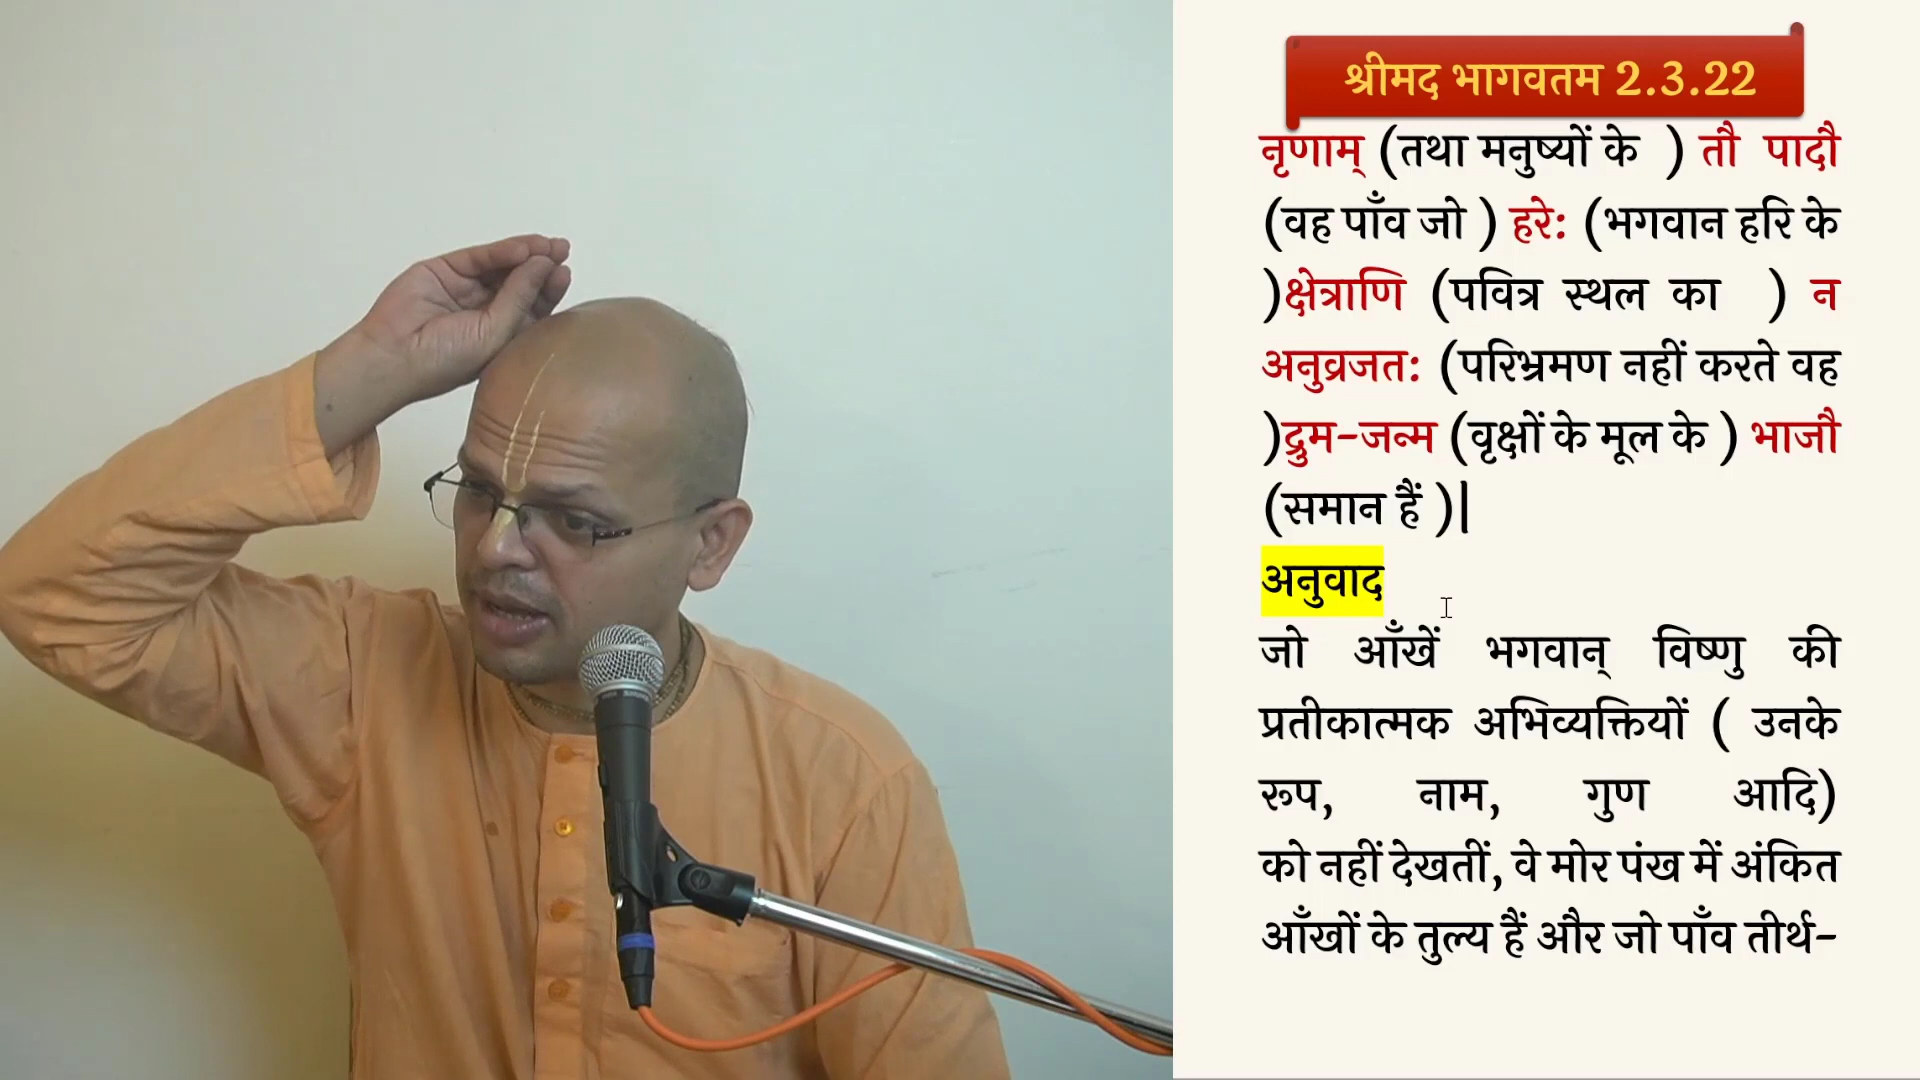 श्रीमद भागवतम 2.3.22
नृणाम् (तथा मनुष्यों के ) तौ पादौ
(वह पाँव जो ) हरे: (भगवान हरि के
)क्षेत्राणि (पवित्र स्थल का ) न
अनुव्रजत: (परिभ्रमण नहीं करते वह
)द्रुम-जन्म (वृक्षों के मूल के ) भाजौ
(समान हैं )|
अनुवाद
जो आँखें भगवान् विष्णु की
प्रतीकात्मक अभिव्यक्तियों ( उनके
रूप, नाम, गुण आदि)
को नहीं देखतीं, वे मोर पंख में अंकित
आँखों के तुल्य हैं और जो पाँव तीर्थ-